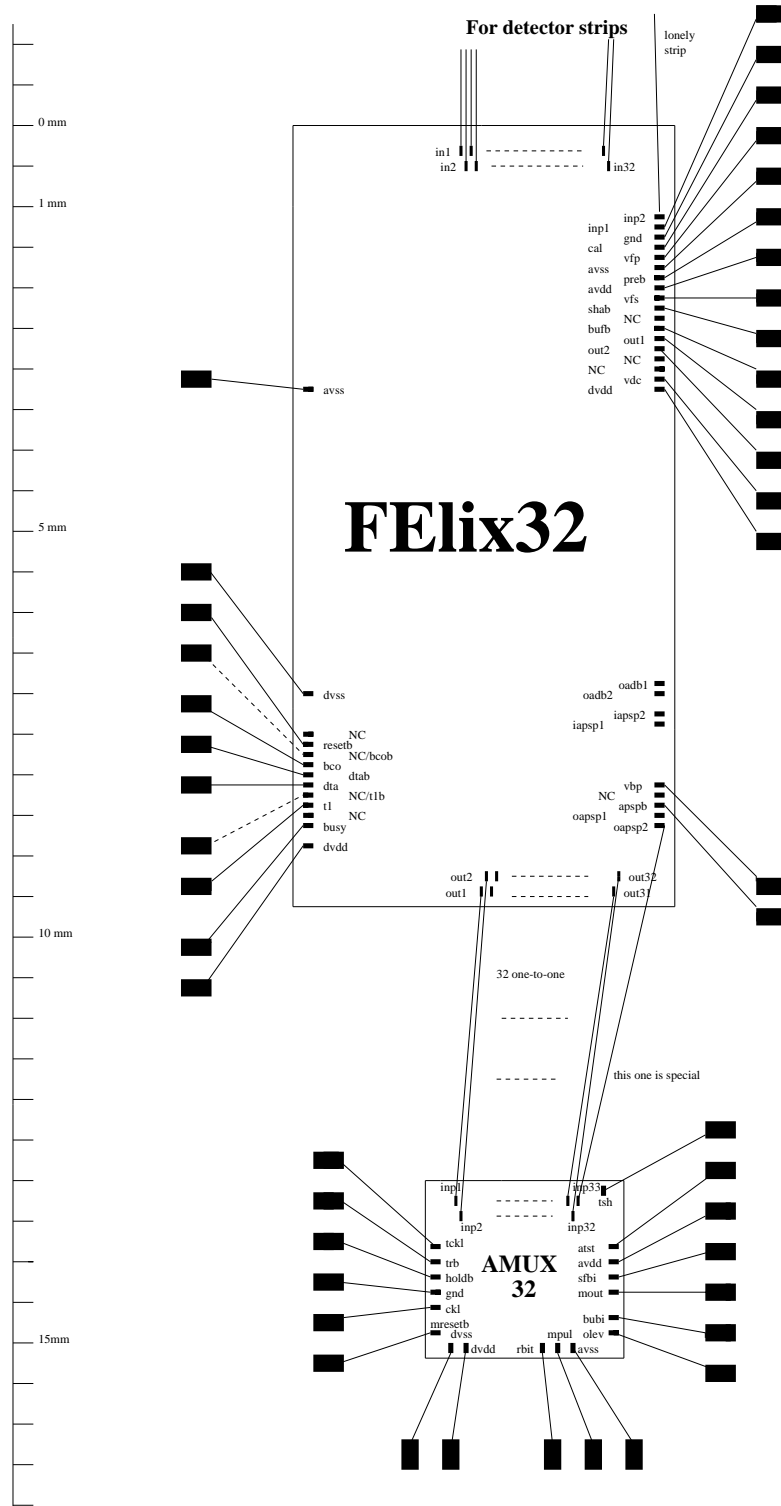 For detector strips
lonely
strip
0 mm
in1
in2
in32
1 mm
inp2
inp1
gnd
cal
vfp
avss
preb
avdd
vfs
shab
NC
bufb
out1
out2
NC
NC
vdc
dvdd
avss
FElix32
5 mm
oadb1
oadb2
dvss
iapsp2
iapsp1
NC
resetb
NC/bcob
bco
dtab
dta
NC/t1b
t1
NC
busy
dvdd
vbp
NC
apspb
oapsp1
oapsp2
out2
out32
out1
out31
10 mm
32 one-to-one
this one is special
inp1
inp33
tsh
inp2
inp32
tckl
atst
trb
AMUX
avdd
holdb
32
sfbi
gnd
mout
ckl
bubi
mresetb
olev
dvss
mpul
15mm
dvdd
rbit
avss